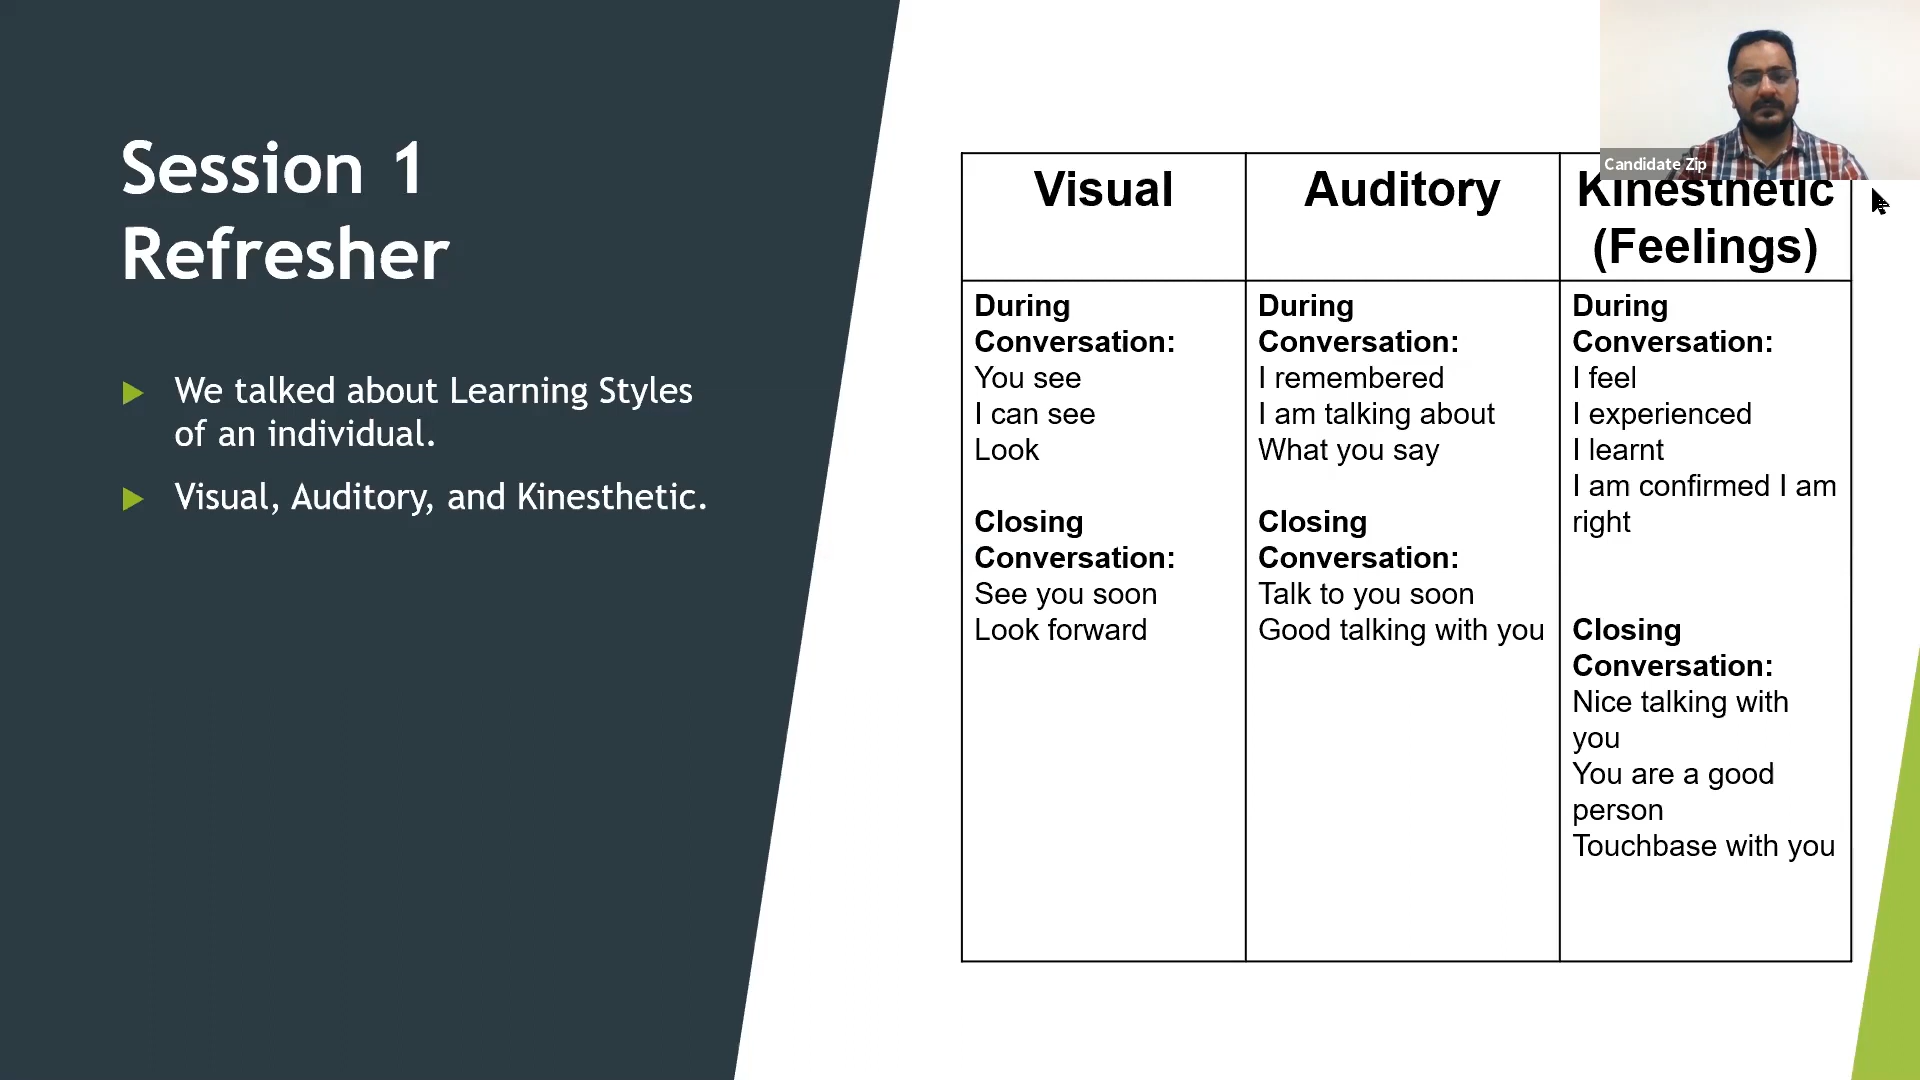 Session 1
Refresher
We talked about Learning Styles
of an individual.
Visual, Auditory, and Kinesthetic.
Candidate Zip
Visual
Auditory
Kinesthetic
(Feelings)
During
Conversation:
You see
I can see
Look
Closing
Conversation:
See you soon
Look forward
During
Conversation:
I remembered
I am talking about
What you say
Closing
Conversation:
Talk to you soon
Good talking with you
During
Conversation:
I feel
I experienced
I learnt
I am confirmed I am
right
Closing
Conversation:
Nice talking with
you
You are a good
person
Touchbase with you